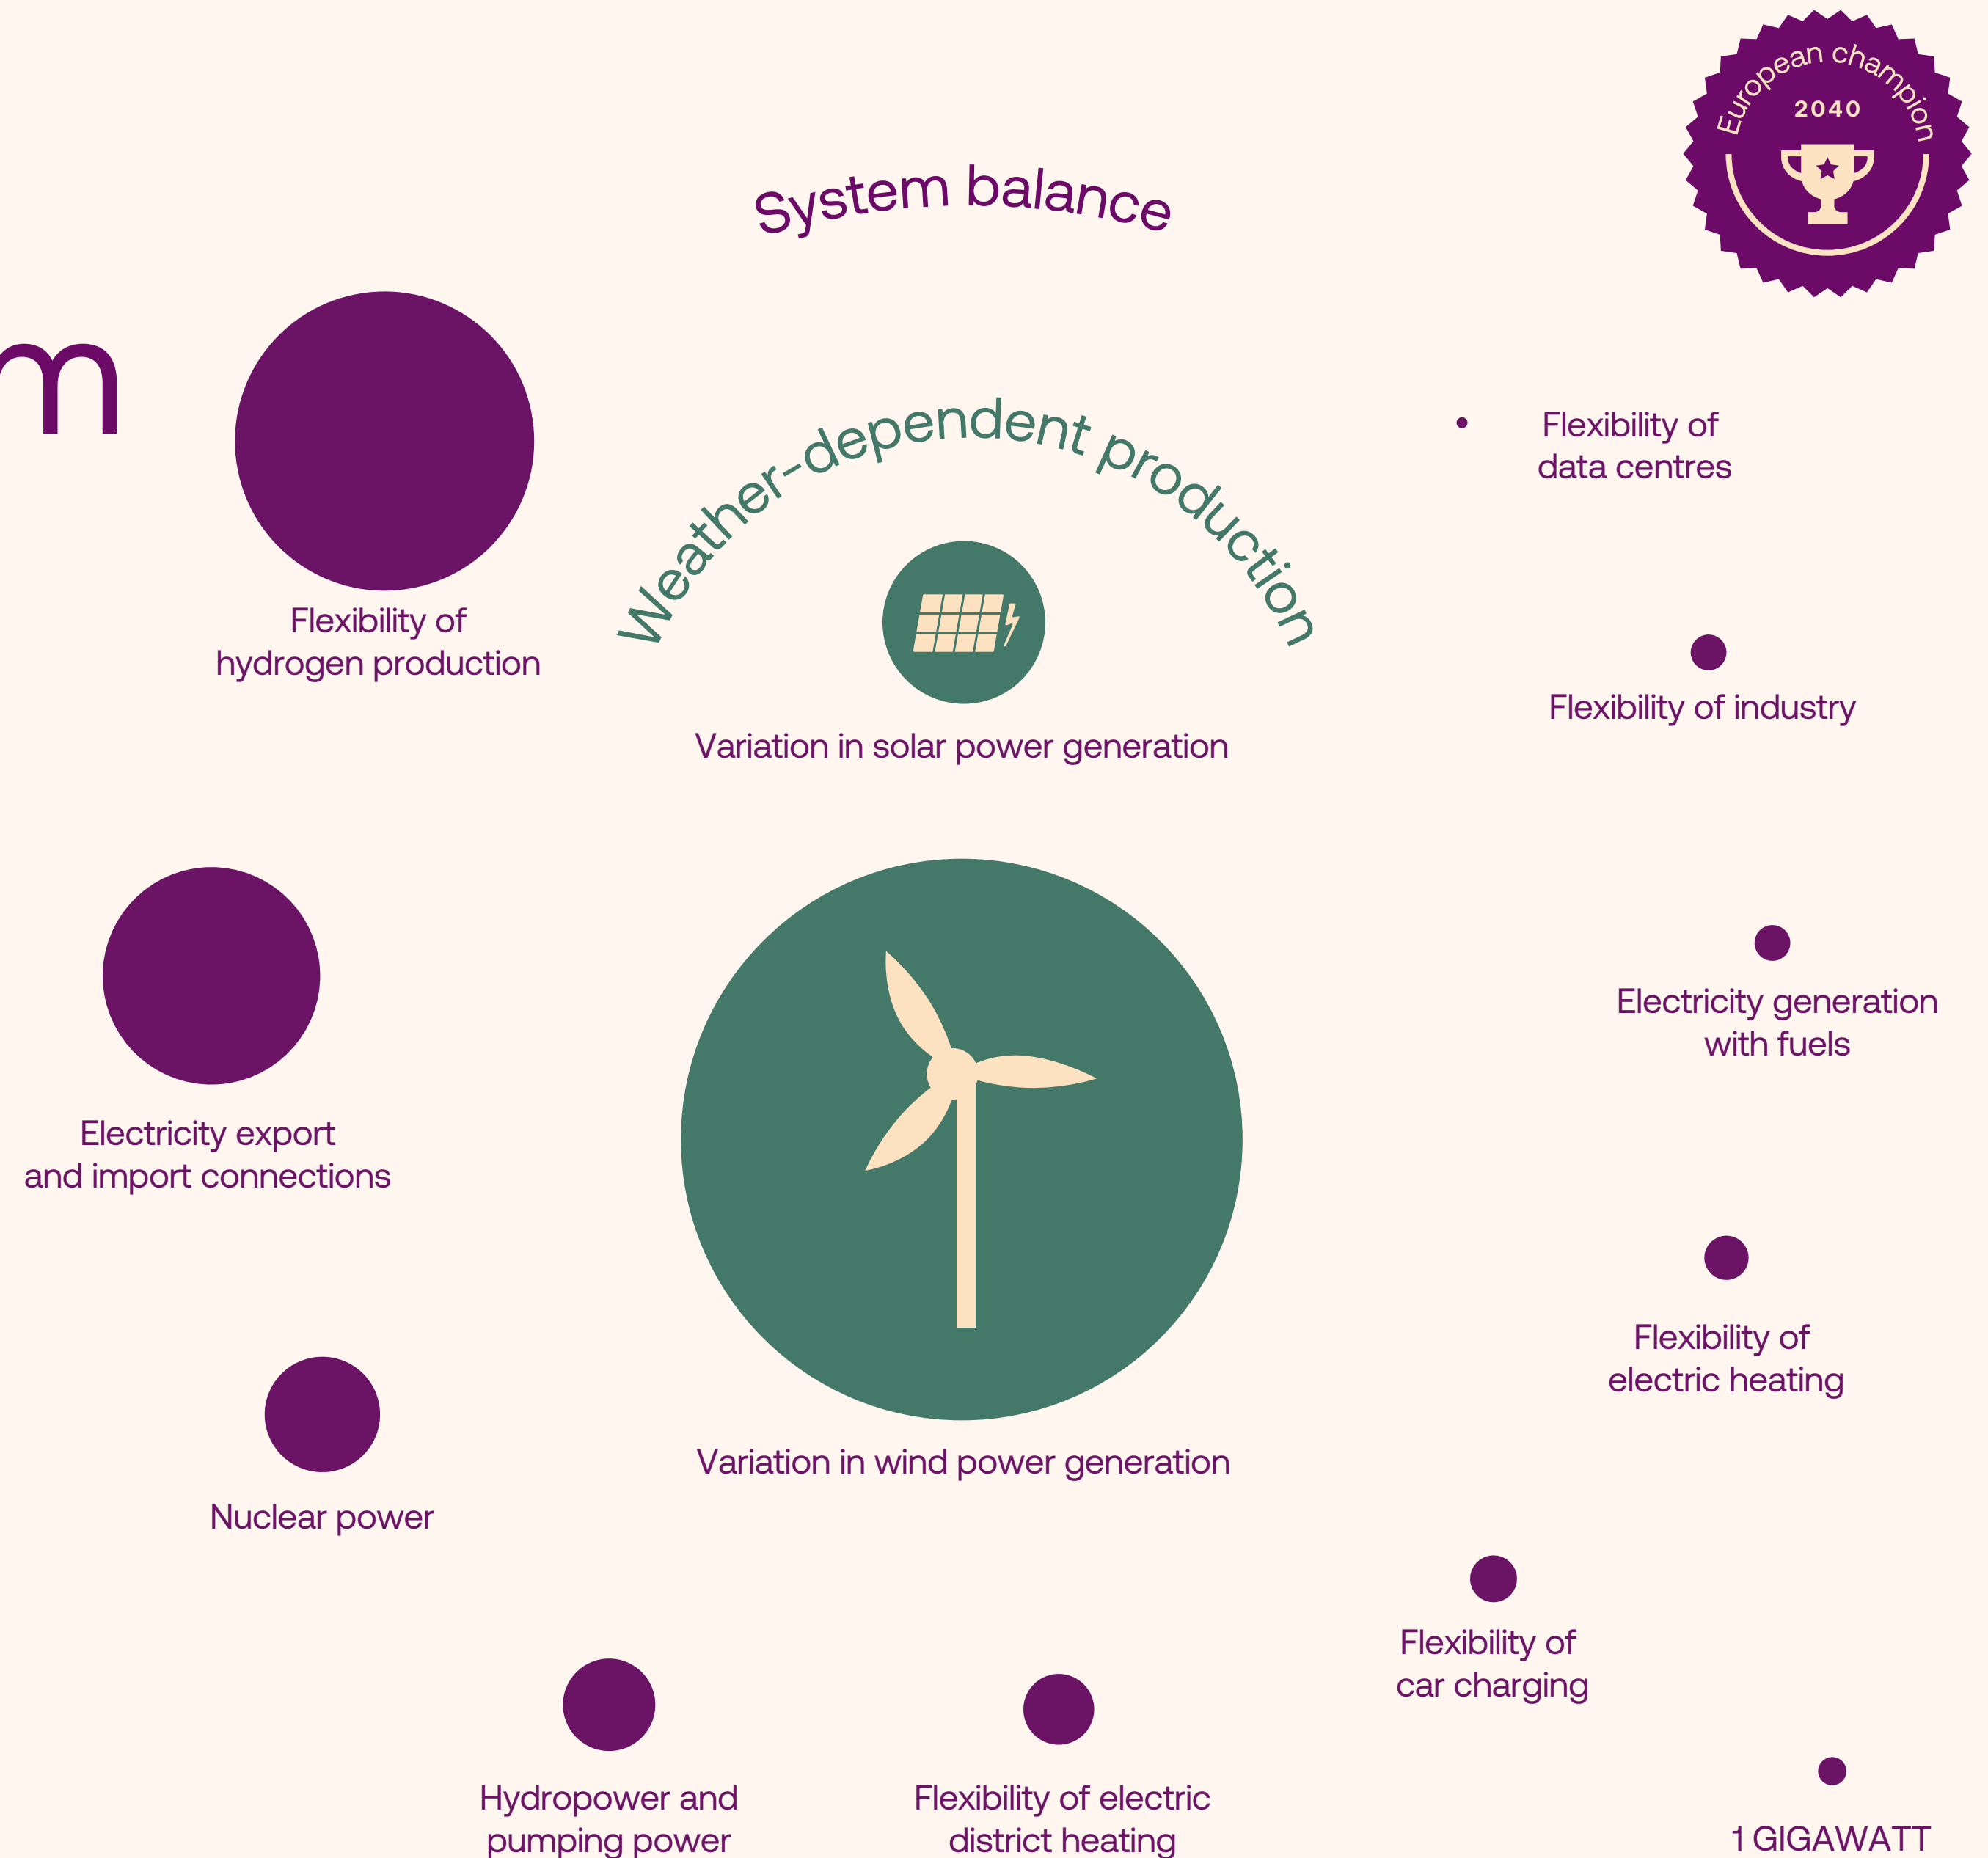 European champion
2040
System balance
m
Weather-dependent production
Flexibility of
data centres
Flexibility of
hydrogen production
Flexibility of industry
Variation in solar power generation
Electricity generation
with fuels
Electricity export
and import connections
Flexibility of
electric heating
Variation in wind power generation
Nuclear power
Flexibility of
car charging
Hydropower and
pumping power
Flexibility of electric
district heating
1 GIGAWATT